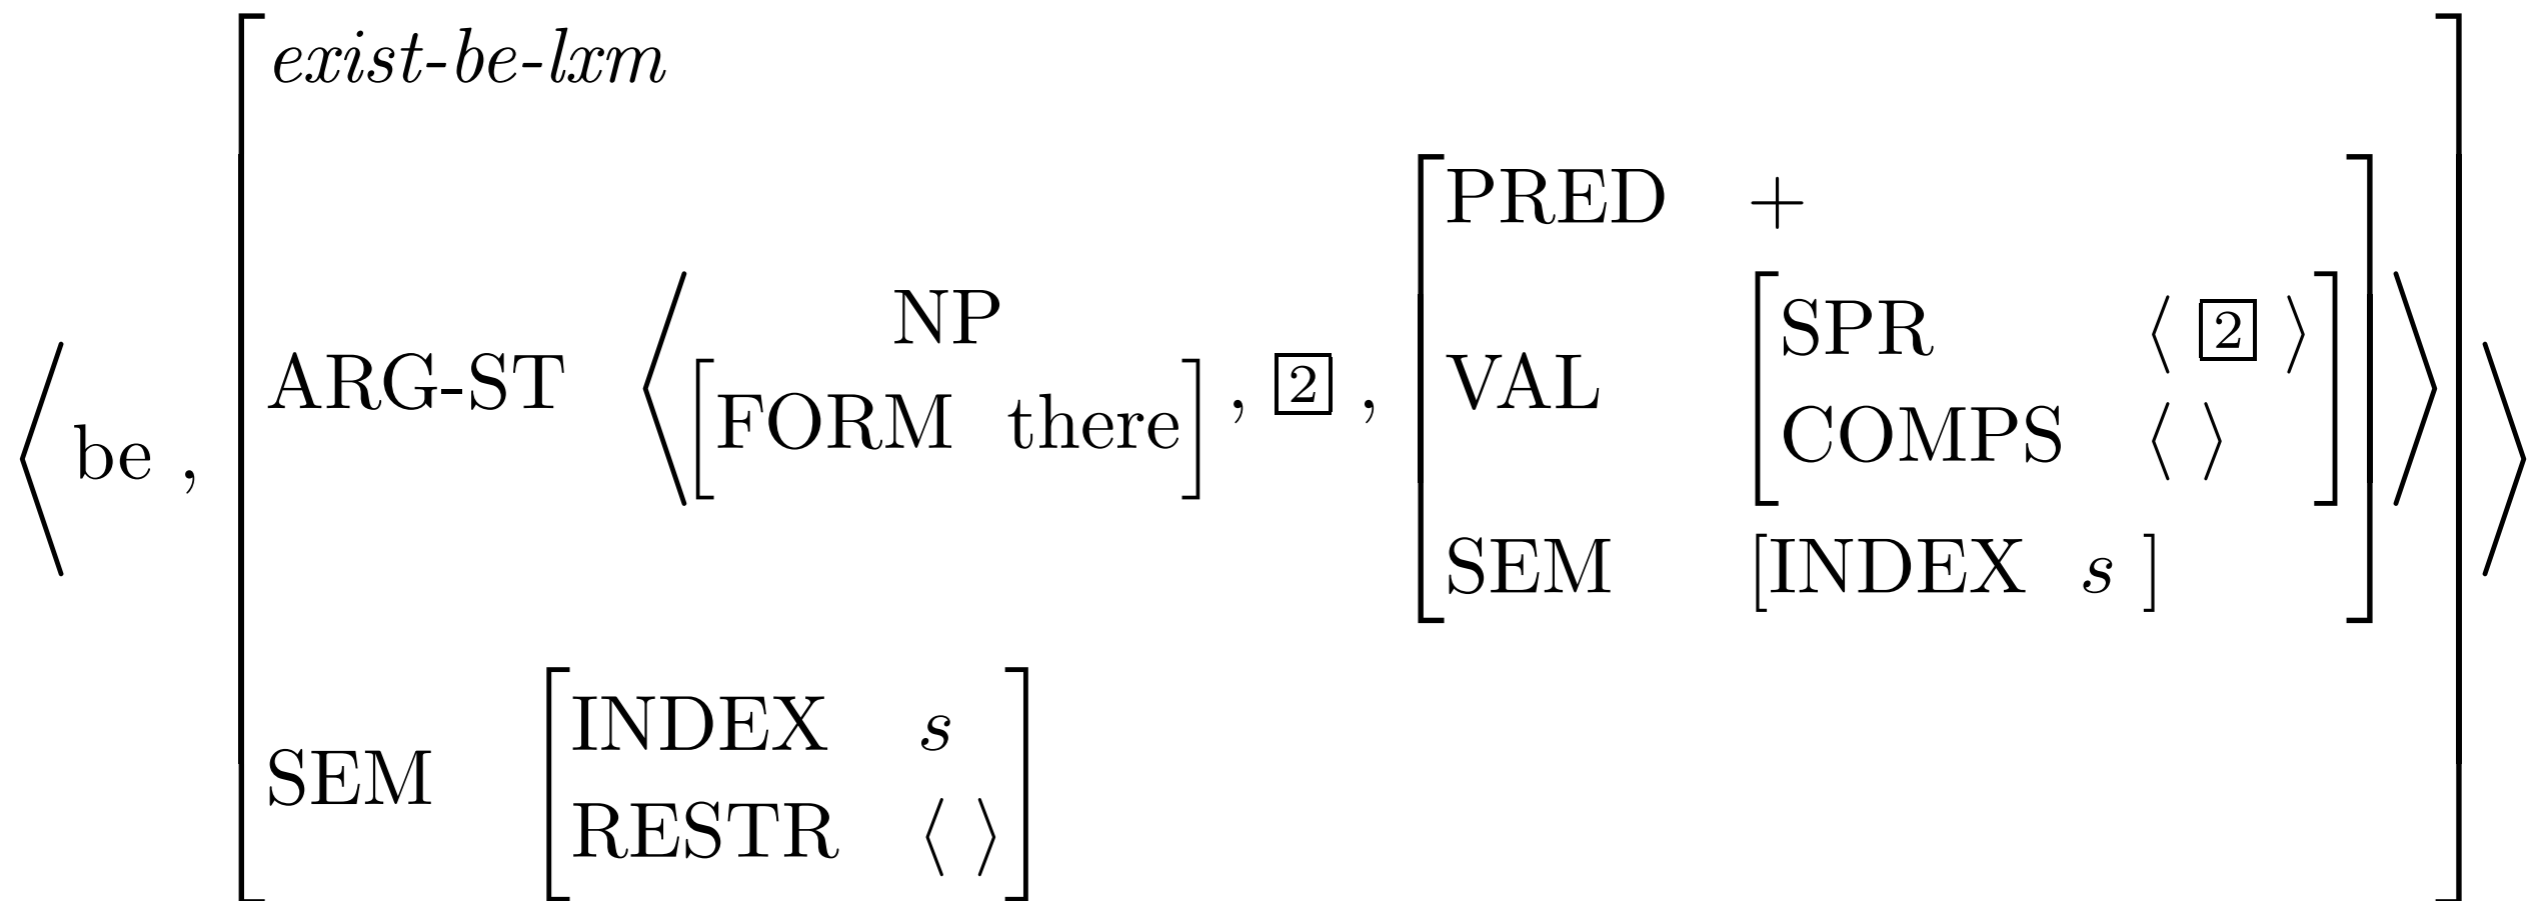 exist-be-lxm
PRED +
NP
SPR ⟨ 2 ⟩
ARG-ST ⟨ [FORM there] , 2 , VAL
COMPS ⟨ ⟩ ⟩
⟨ be , ⟩
SEM [INDEX s ]
INDEX s
SEM
RESTR ⟨ ⟩